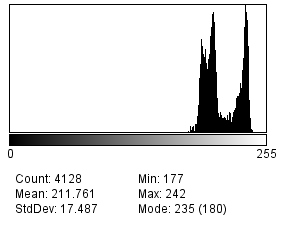 0 255
Count: 4128 Min: 177
Mean: 211.761 Max: 242
StdDev: 17.487 Mode: 235 (180)